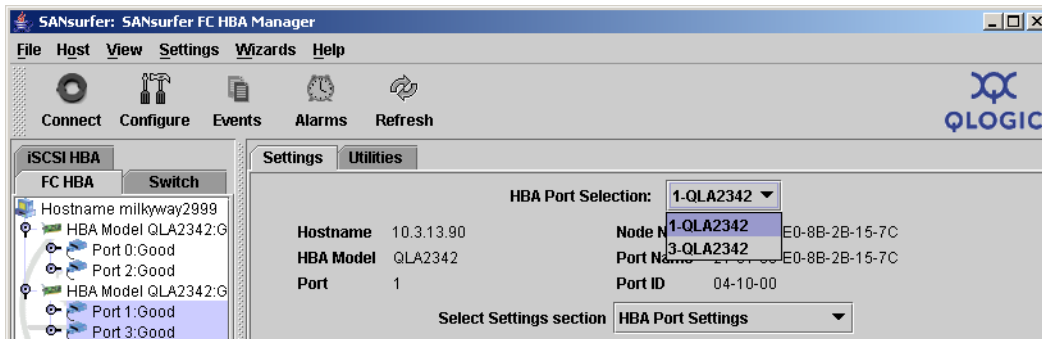 SANsurfer: SANsurfer FC HBA Manager
File Host View Settings Wizards Help
Connect Configure Events Alarms Refresh
QLOGIC
iSCSI HBA
FC HBA Switch
Hostname milkyway2999
HBA Model QLA2342:G
Port 0:Good
Port 2:Good
HBA Model QLA2342:G
Port 1:Good
Port 3:Good
Settings Utilities
HBA Port Selection: 1-QLA2342
1-QLA2342
3-QLA2342
Hostname 10.3.13.90 Node N E0-8B-2B-15-7C
HBA Model QLA2342 Port Name E0-8B-2B-15-7C
Port 1 Port ID 04-10-00
Select Settings section HBA Port Settings